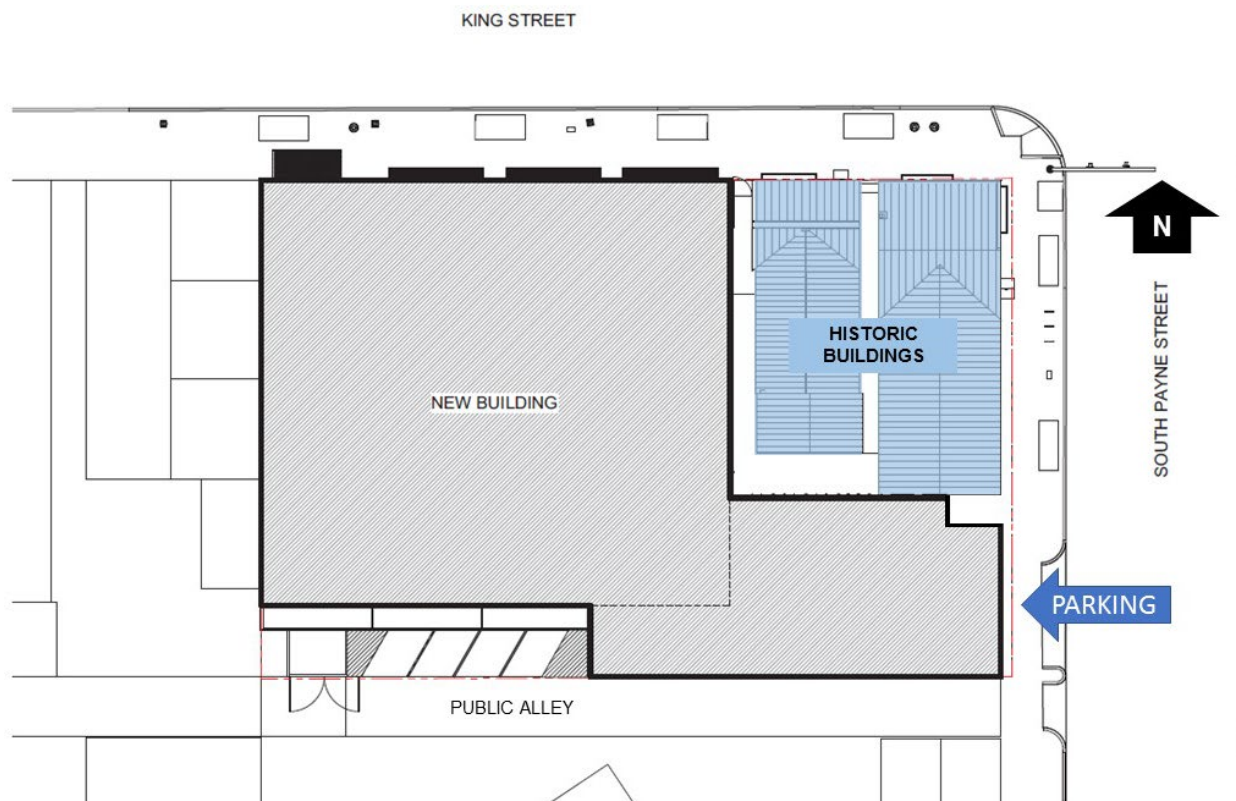 KING STREET
N
HISTORIC
BUILDINGS
SOUTH PAYNE STREET
NEW BUILDING
PARKING
PUBLIC ALLEY